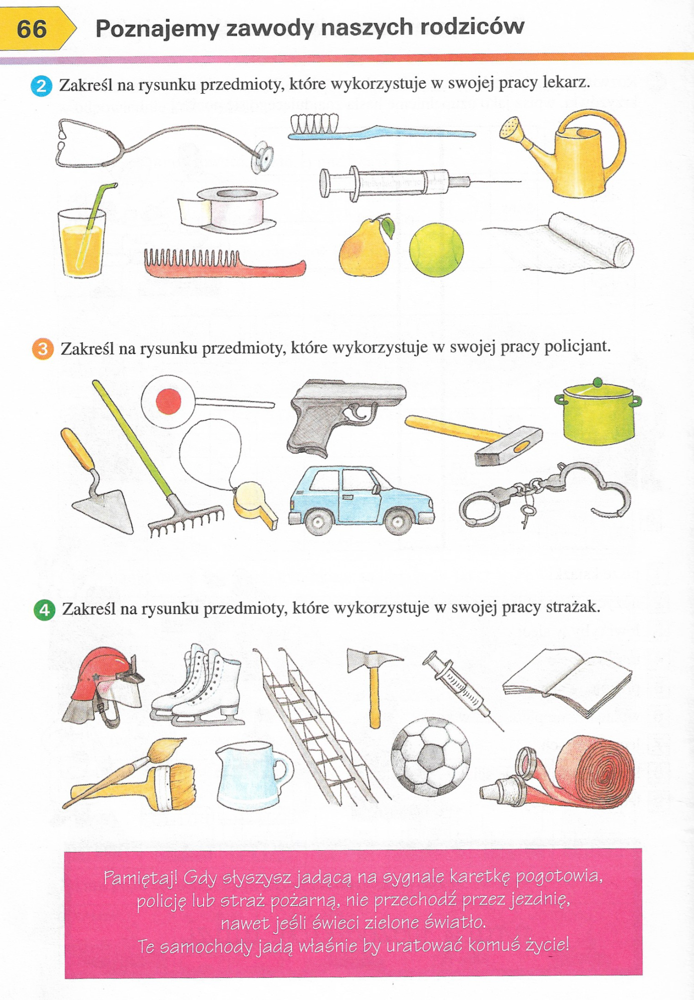 66
Poznajemy zawody naszych rodziców
2 Zakreśl na rysunku przedmioty, które wykorzystuje w swojej pracy lekarz.
3 Zakreśl na rysunku przedmioty, które wykorzystuje w swojej pracy policjant.
4 Zakreśl na rysunku przedmioty, które wykorzystuje w swojej pracy strażak.
Pamiętaj! Gdy słyszysz jadącą na sygnale karetkę pogotowia,
policję lub straż pożarną, nie przechodź przez jezdnię,
nawet jeśli świeci zielone światło.
Te samochody jadą właśnie by uratować komuś życie!